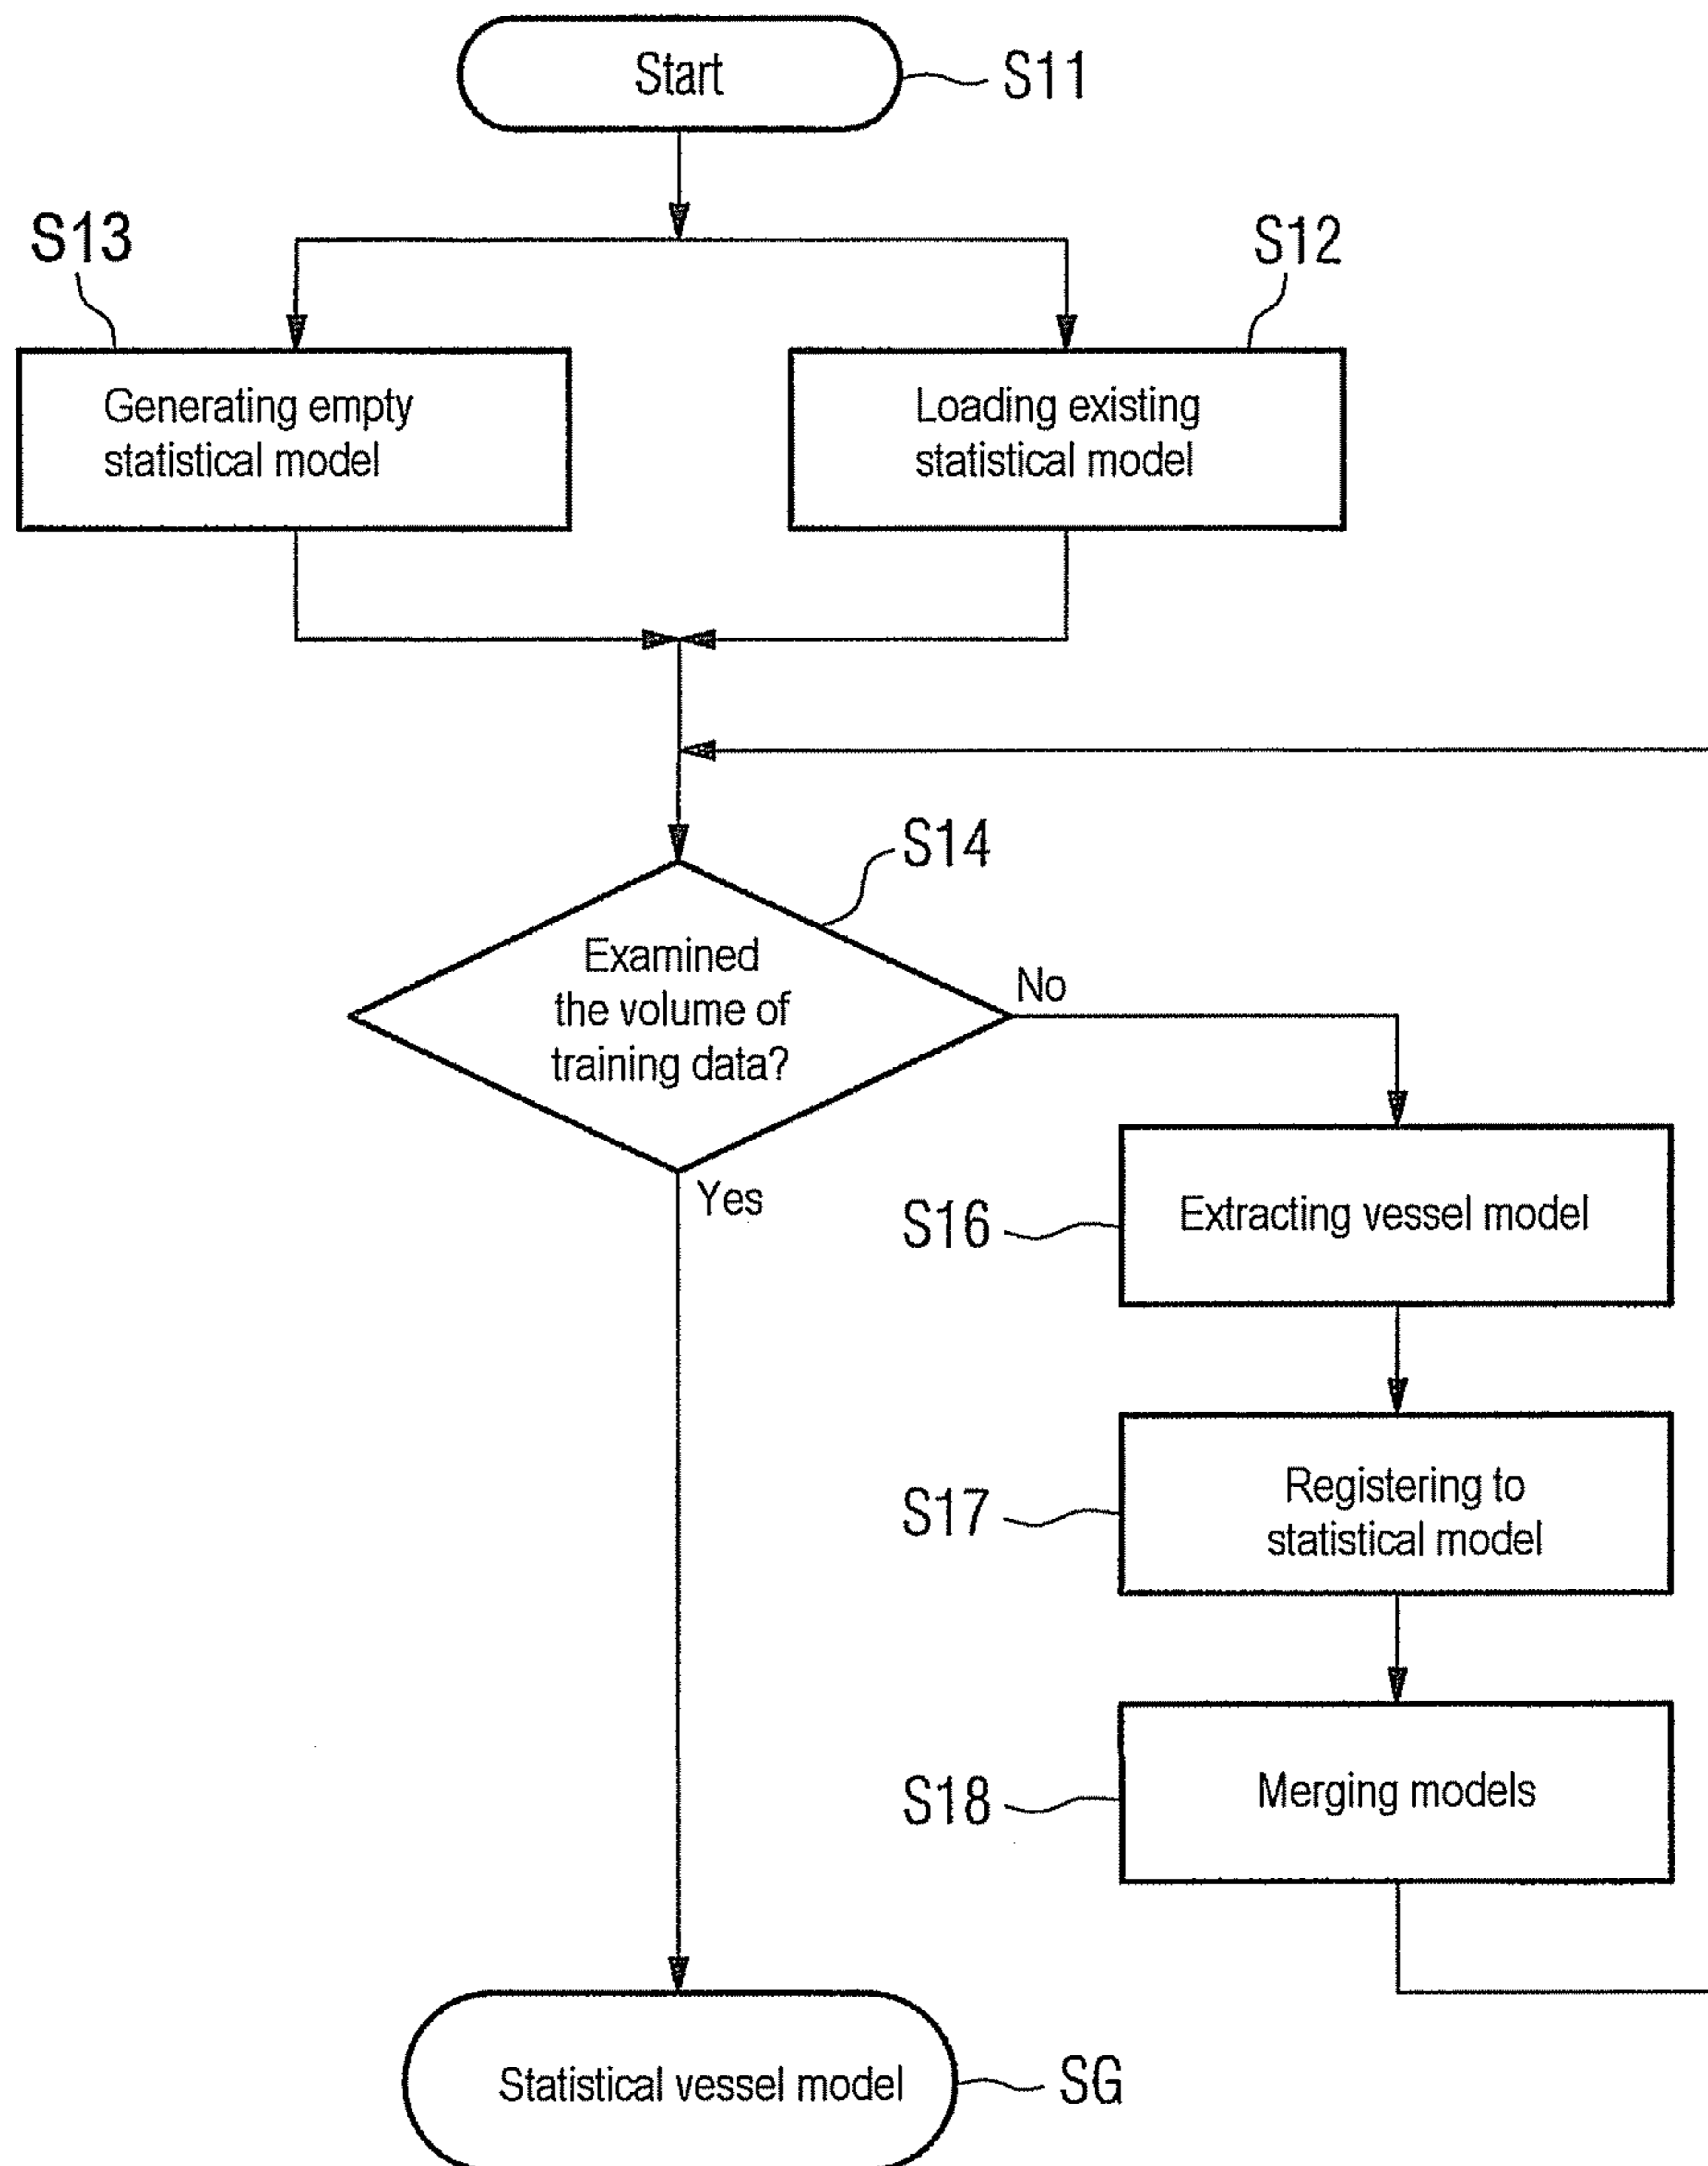 Start
S11
S13
S12
Generating empty
statistical model
Loading existing
statistical model
S14
Examined
the volume of
training data?
No
Yes
S16
Extracting vessel model
S17
Registering to
statistical model
S18
Merging models
Statistical vessel model
SG